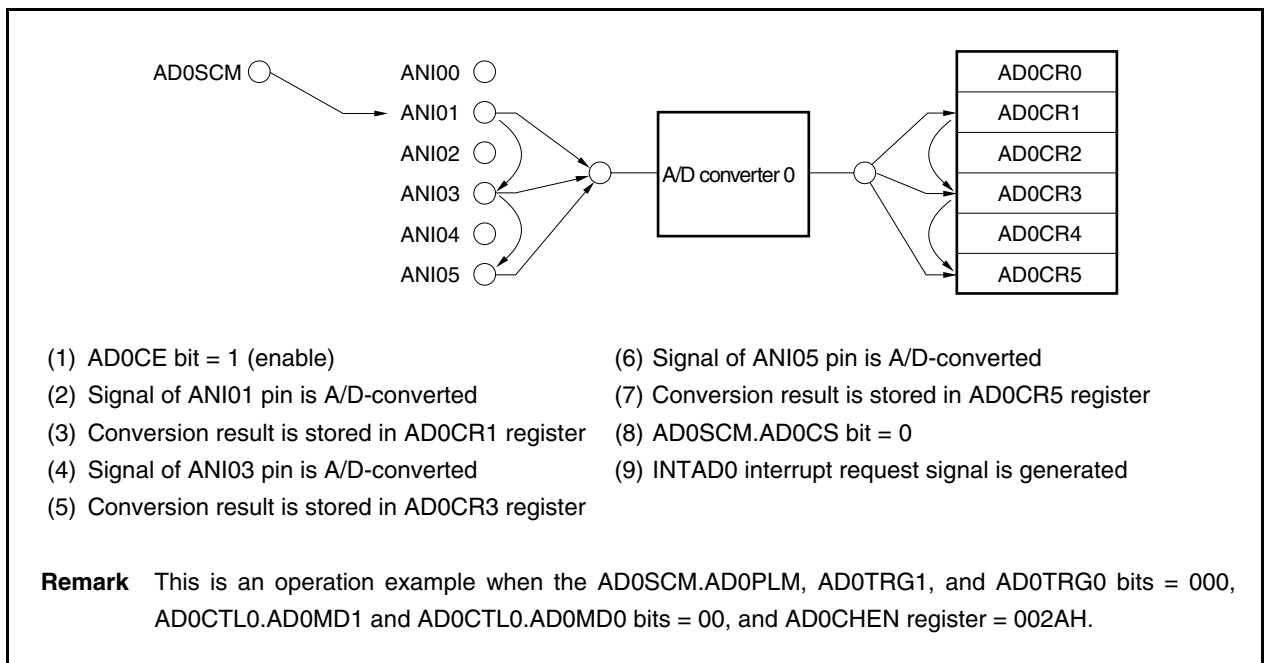 AD0SCM
ANI00
ANI01
ANI02
ANI03
ANI04
ANI05
A/D converter 0
AD0CR0
AD0CR1
AD0CR2
AD0CR3
AD0CR4
AD0CR5
(1) AD0CE bit = 1 (enable)
(2) Signal of ANI01 pin is A/D-converted
(3) Conversion result is stored in AD0CR1 register
(4) Signal of ANI03 pin is A/D-converted
(5) Conversion result is stored in AD0CR3 register
(6) Signal of ANI05 pin is A/D-converted
(7) Conversion result is stored in AD0CR5 register
(8) AD0SCM.AD0CS bit = 0
(9) INTAD0 interrupt request signal is generated
Remark This is an operation example when the AD0SCM.AD0PLM, AD0TRG1, and AD0TRG0 bits = 000,
AD0CTL0.AD0MD1 and AD0CTL0.AD0MD0 bits = 00, and AD0CHEN register = 002AH.